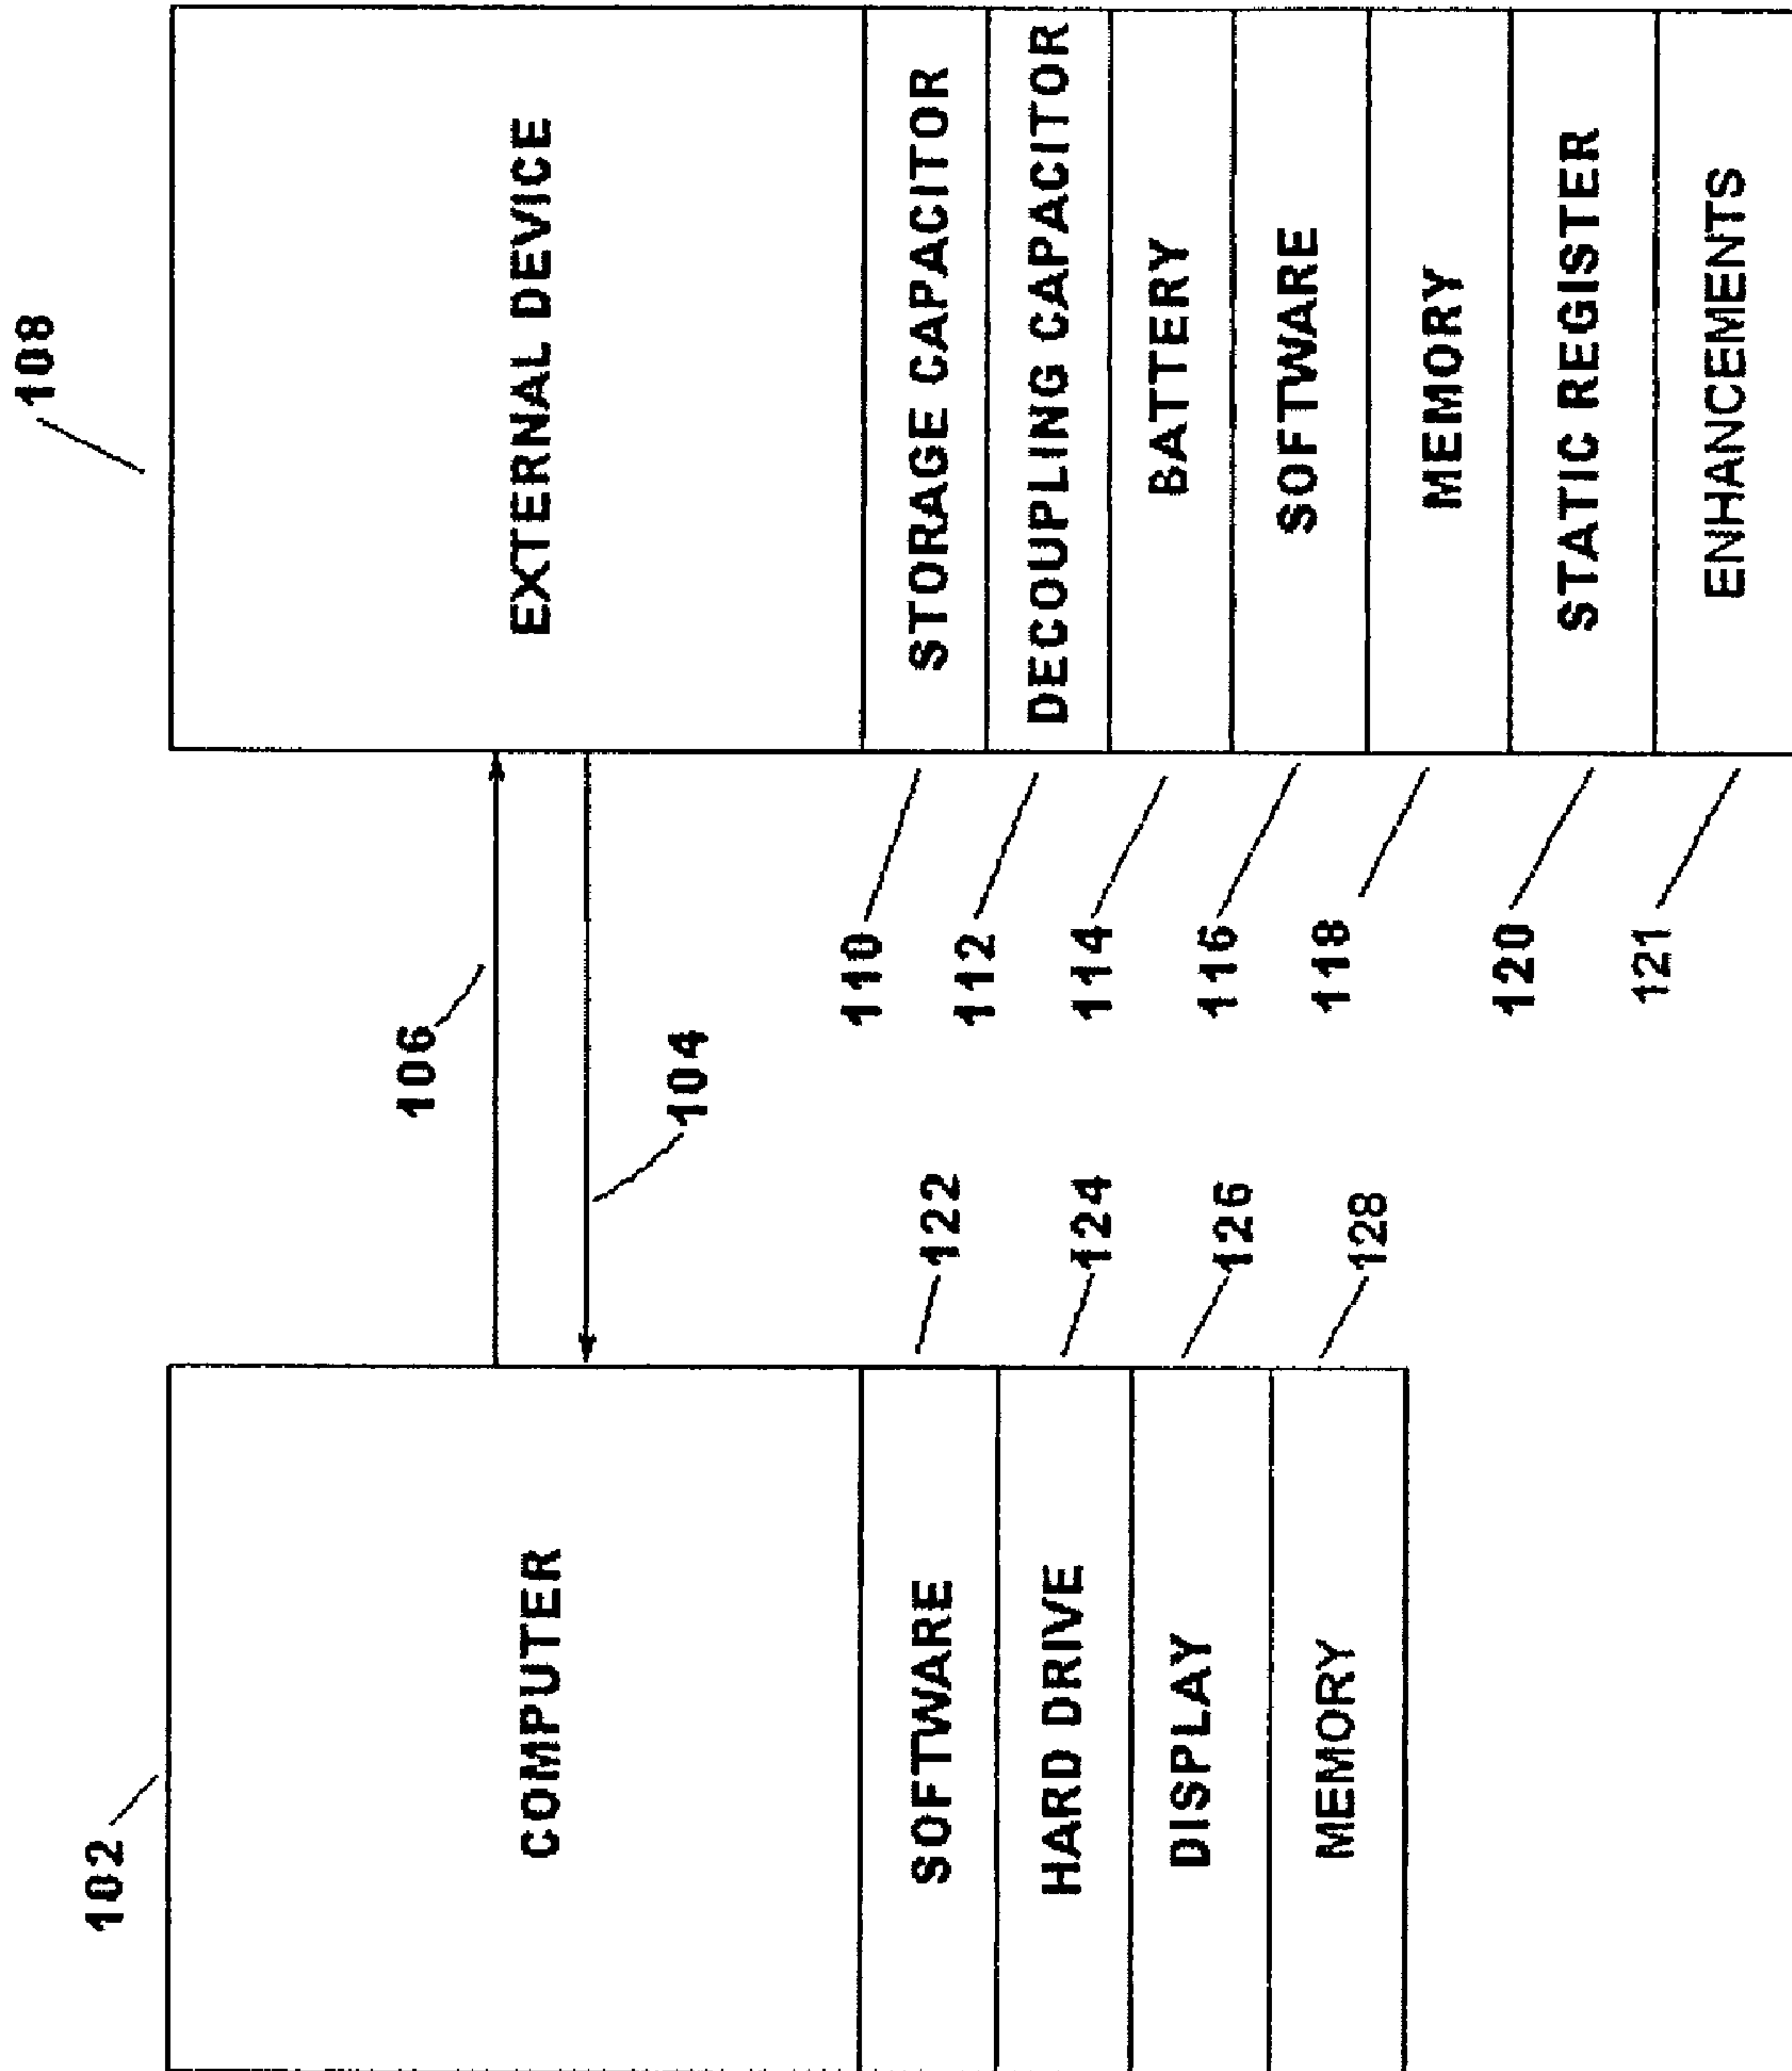 102
COMPUTER
SOFTWARE
HARD DRIVE
DISPLAY
MEMORY
122
124
126
128
106
104
108
EXTERNAL DEVICE
STORAGE CAPACITOR
DECOUPLING CAPACITOR
BATTERY
SOFTWARE
MEMORY
STATIC REGISTER
ENHANCEMENTS
110
112
114
116
118
120
121